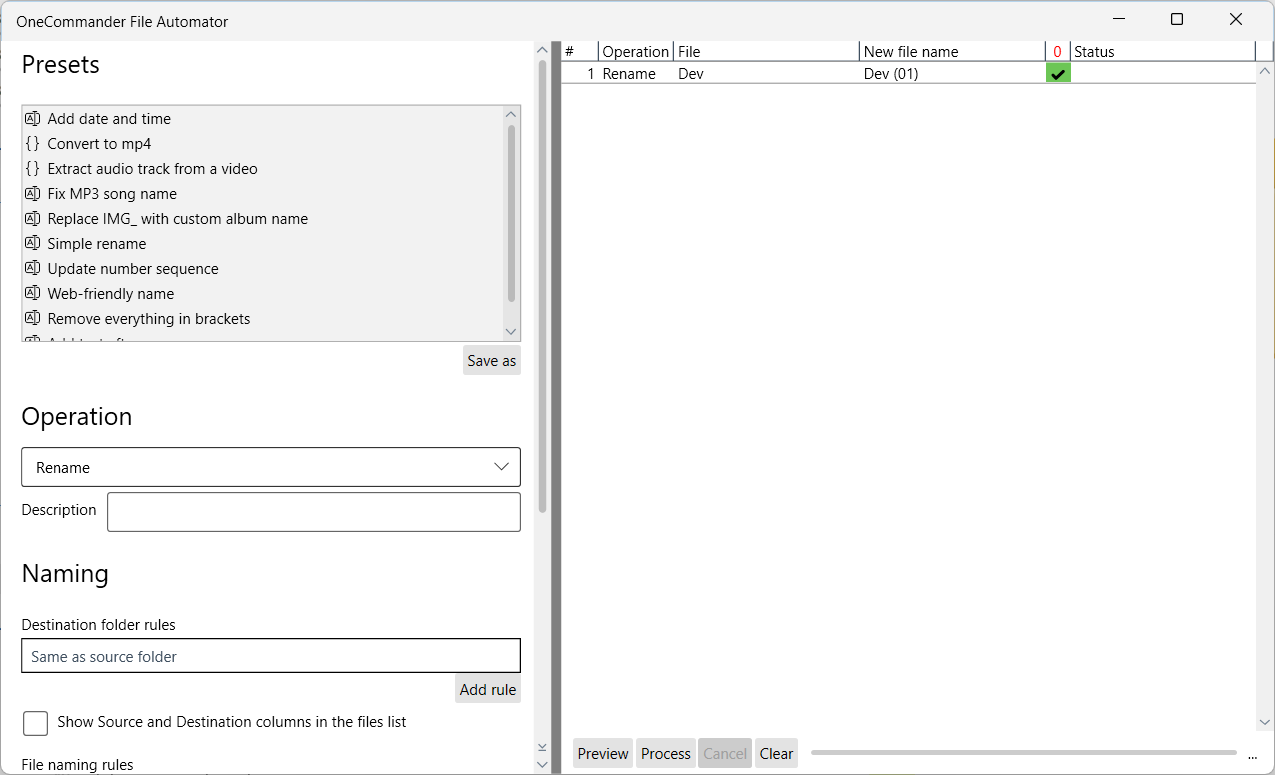 OneCommander File Automator
Presets
Add date and time
{ } Convert to mp4
{ } Extract audio track from a video
Fix MP3 song name
Replace IMG_ with custom album name
Simple rename
Update number sequence
Web-friendly name
Remove everything in brackets
Save as
Operation
Rename
Description
Naming
Destination folder rules
Same as source folder
Add rule
Show Source and Destination columns in the files list
File naming rules
# Operation File New file name 0 Status
1 Rename Dev Dev (01)
Preview Process Cancel Clear ...